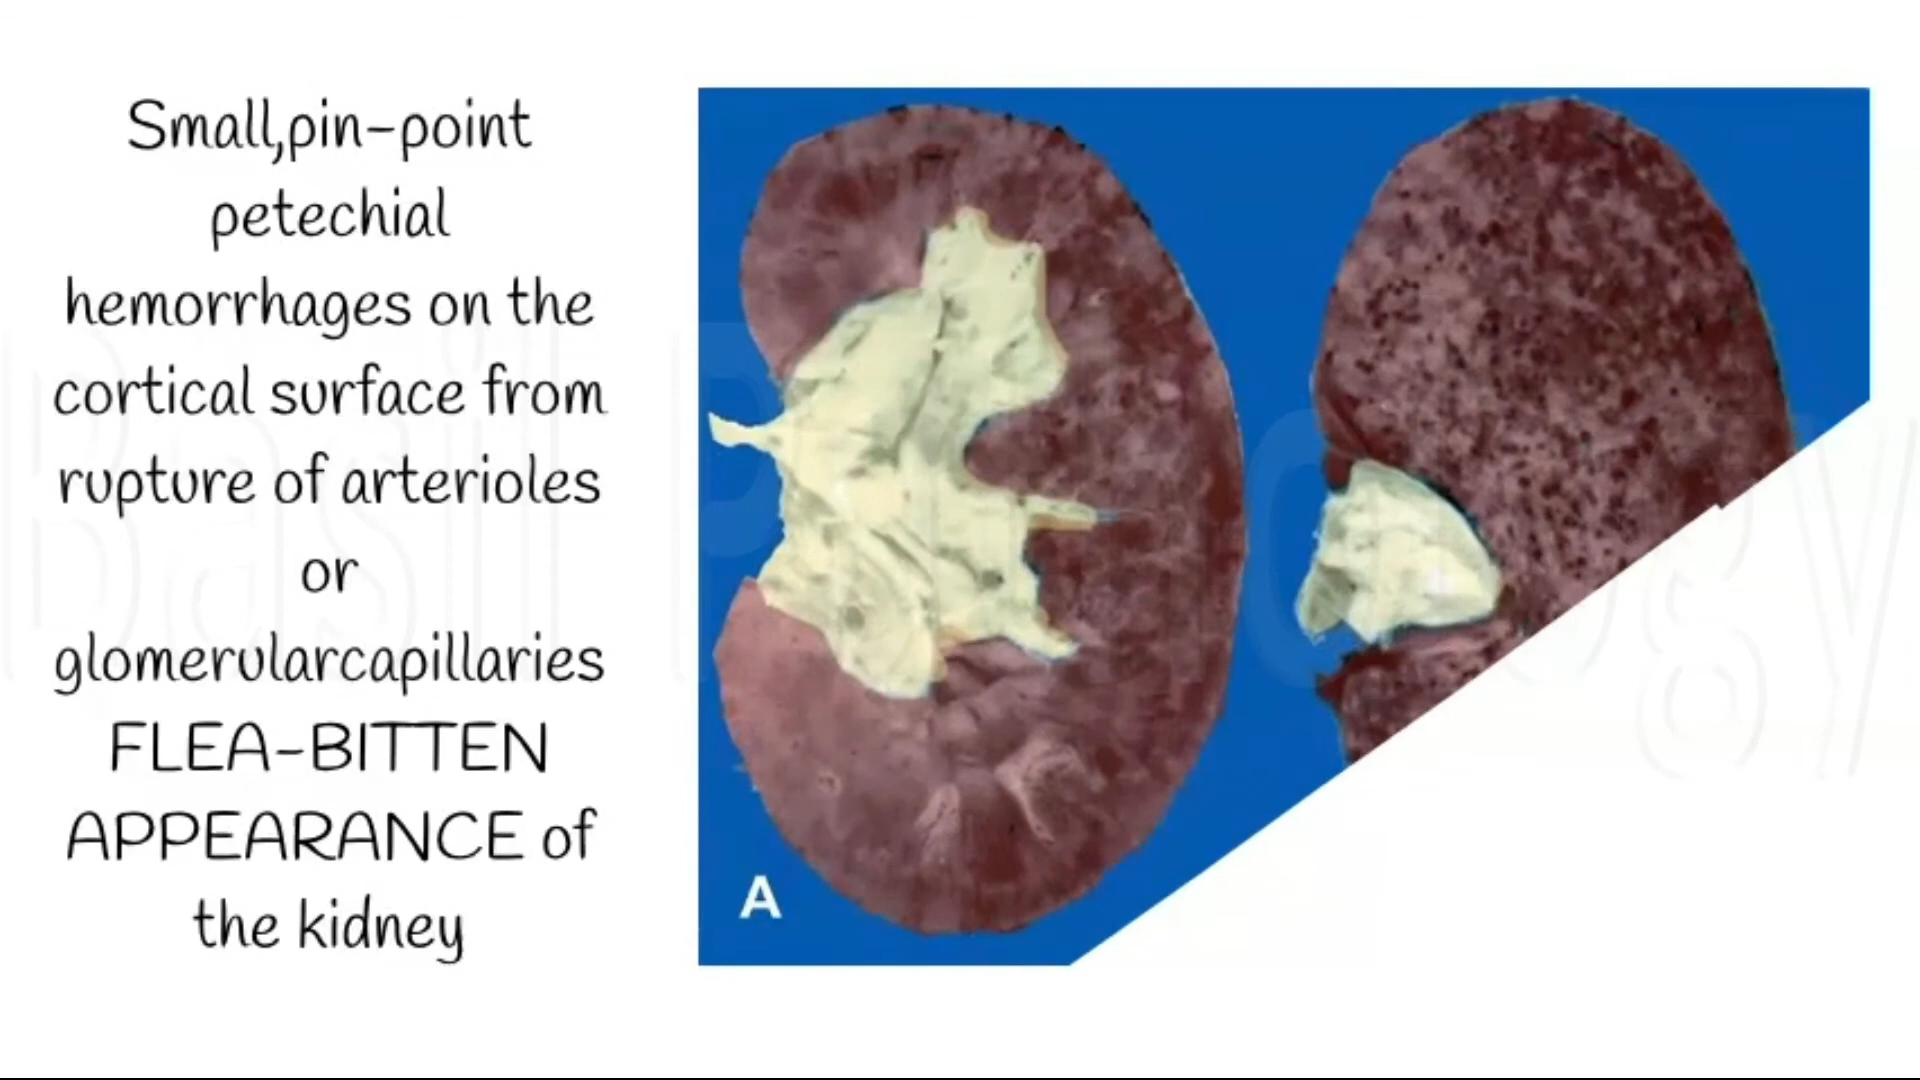 Small,pin-point
petechial
hemorrhages on the
cortical surface from
rupture of arterioles
or
glomerularcapillaries
FLEA-BITTEN
APPEARANCE of
the kidney
A